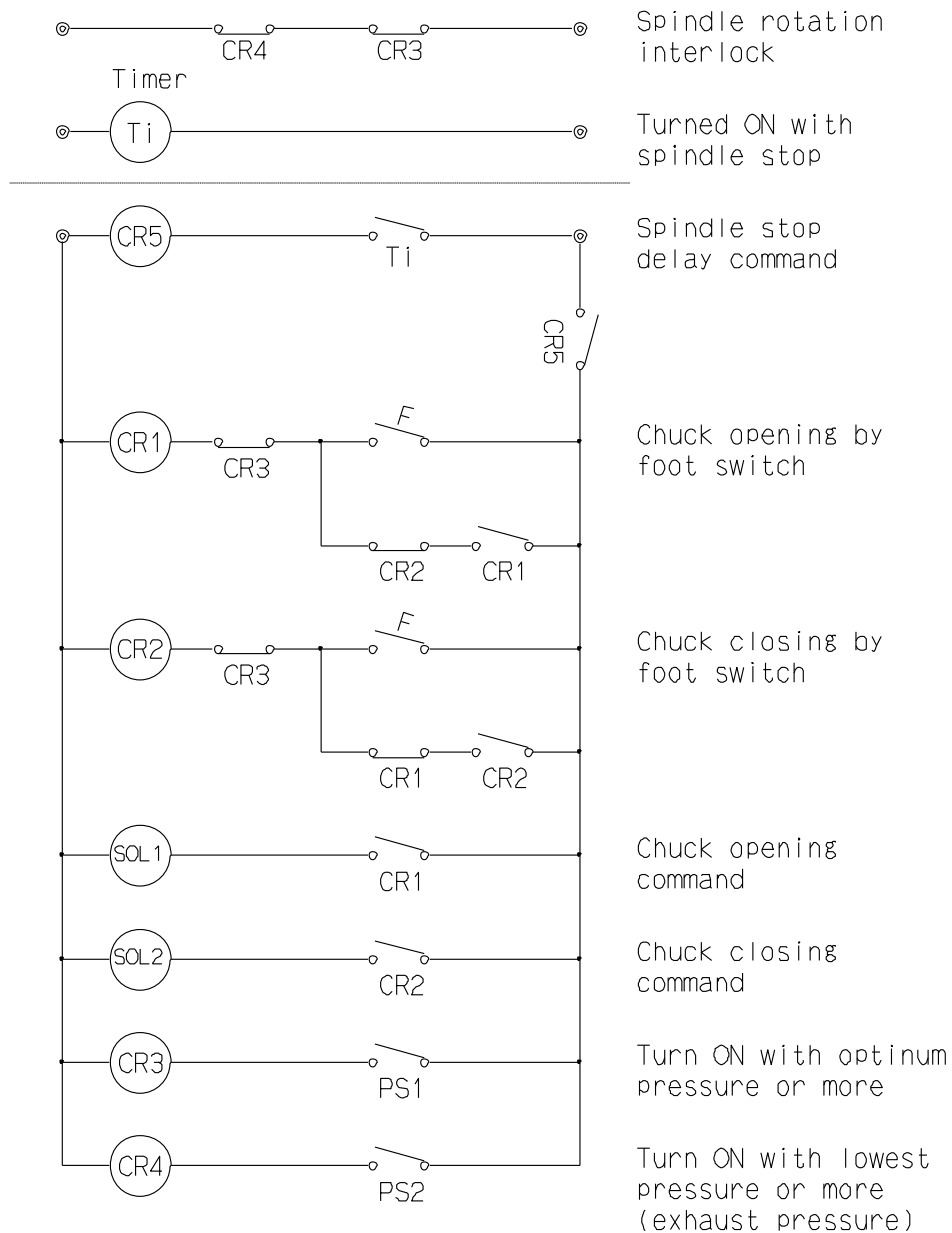 Spindle rotation
interlock
CR4 CR3
Timer
Ti
Turned ON with
spindle stop
CR5
Ti
Spindle stop
delay command
CR5
CR1
CR3
F
Chuck opening by
foot switch
CR2 CR1
CR2
CR3
F
Chuck closing by
foot switch
CR1 CR2
SOL1
CR1
Chuck opening
command
SOL2
CR2
Chuck closing
command
CR3
PS1
Turn ON with optinum
pressure or more
CR4
PS2
Turn ON with lowest
pressure or more
(exhaust pressure)